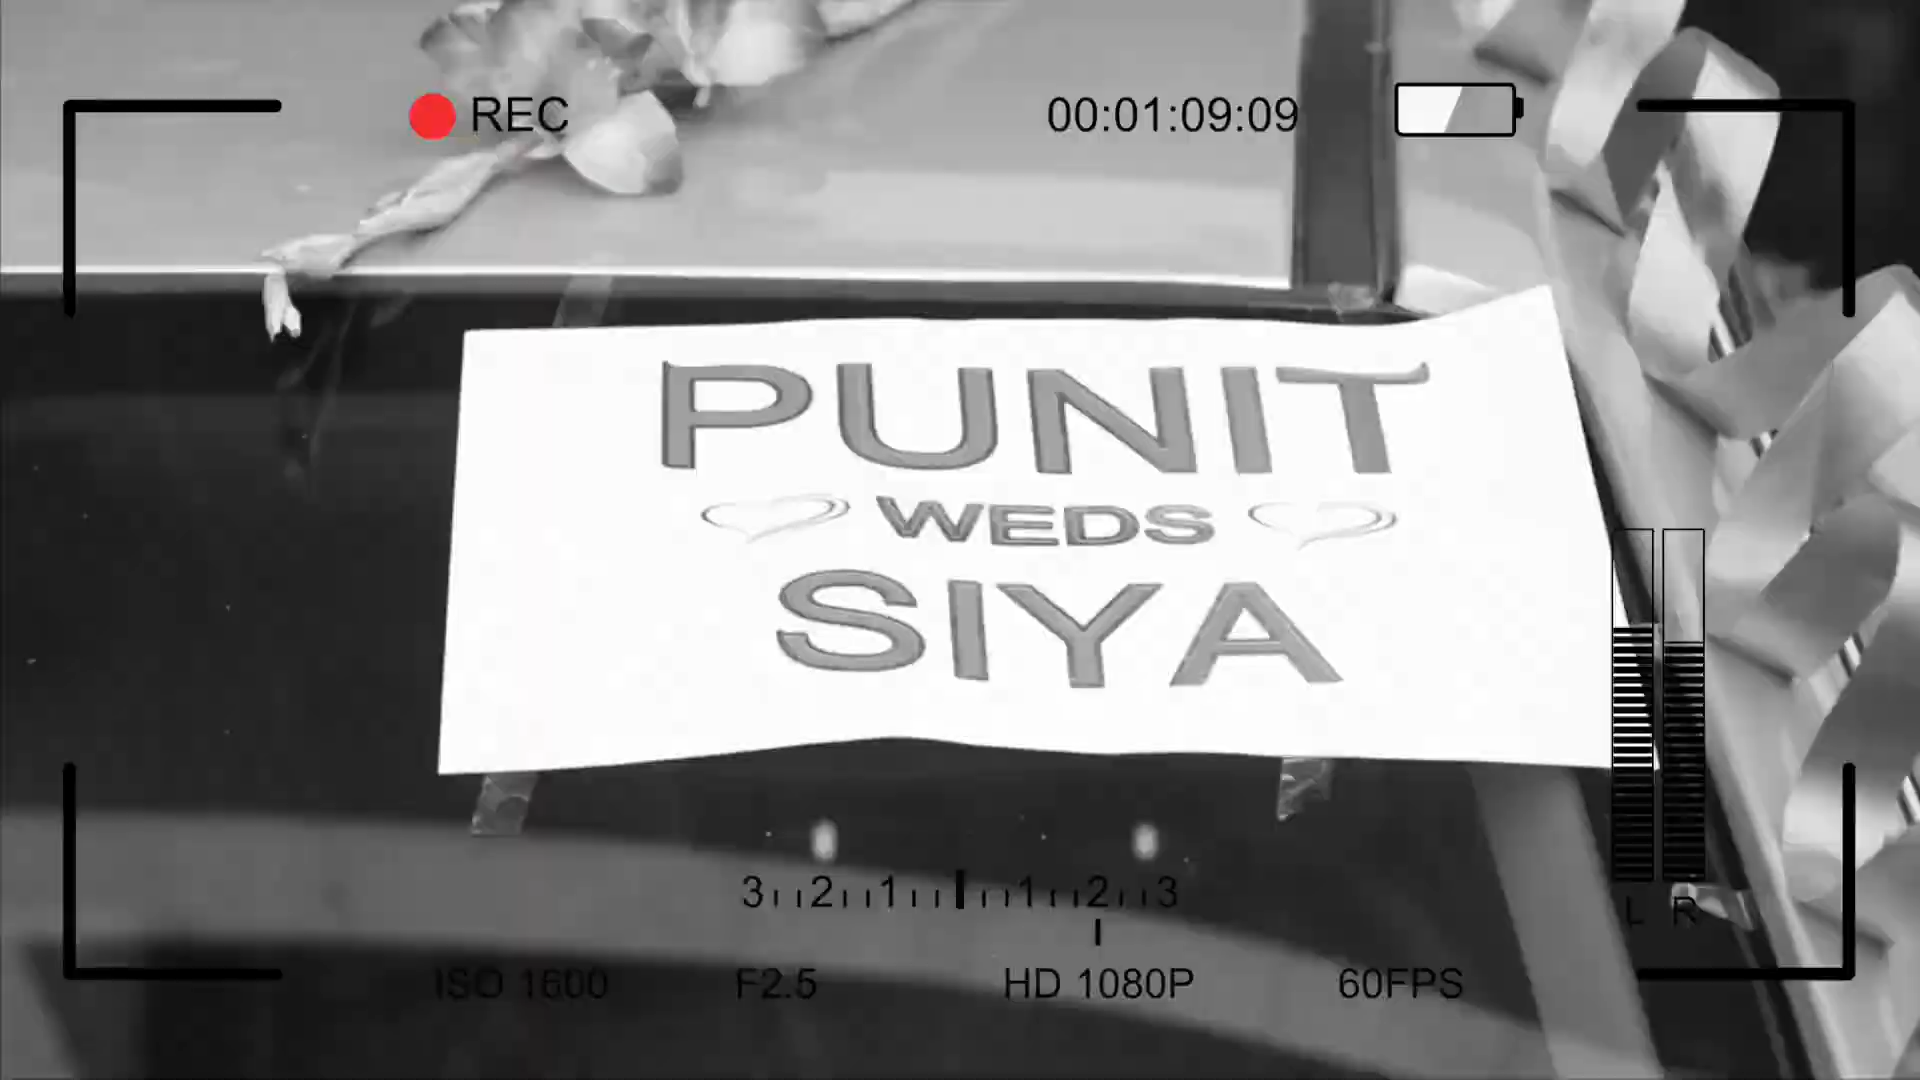 REC 00:01:09:09
PUNIT
WEDS
SIYA
3 2 1 1 2 3
L R
ISO 1600 F2.5 HD 1080P 60FPS